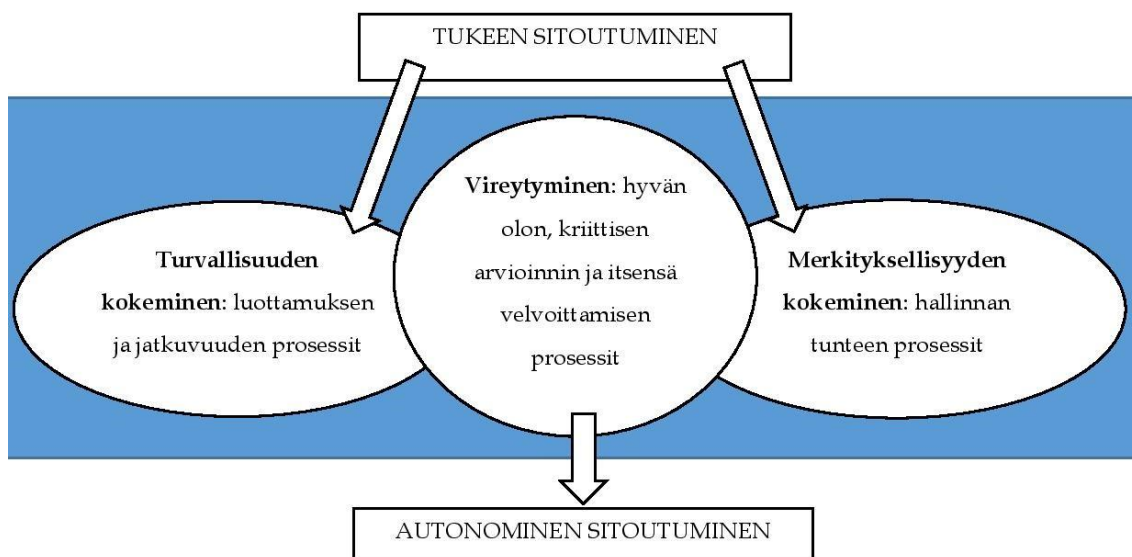 TUKEEN SITOUTUMINEN
Turvallisuuden
kokeminen: luottamuksen
ja jatkuvuuden prosessit
Vireytyminen: hyvän
olon, kriittisen
arvioinnin ja itsensä
velvoittamisen
prosessit
Merkityksellisyyden
kokeminen: hallinnan
tunteen prosessit
AUTONOMINEN SITOUTUMINEN